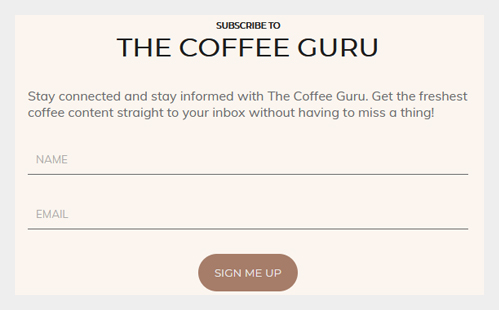 SUBSCRIBE TO
THE COFFEE GURU
Stay connected and stay informed with The Coffee Guru. Get the freshest
coffee content straight to your inbox without having to miss a thing!
NAME
EMAIL
SIGN ME UP